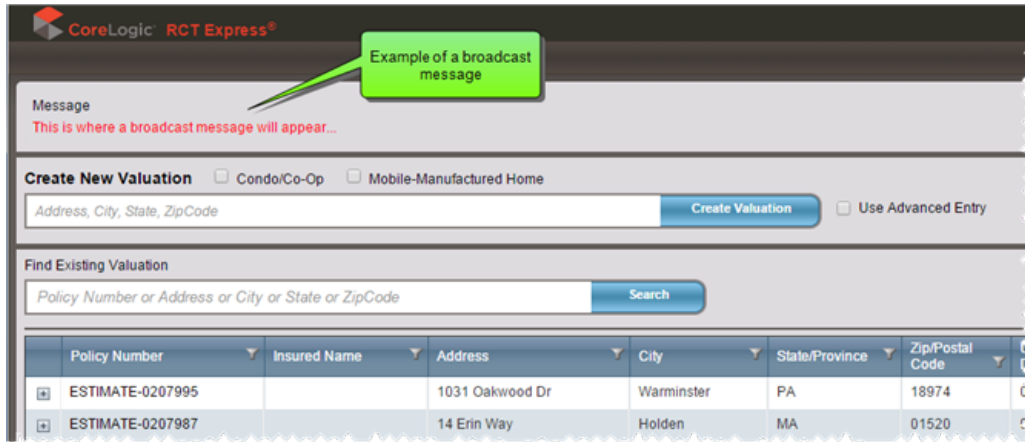 CoreLogic RCT Express®
Example of a broadcast
message
Message
This is where a broadcast message will appear...
Create New Valuation Condo/Co-Op Mobile-Manufactured Home
Address, City, State, ZipCode Create Valuation Use Advanced Entry
Find Existing Valuation
Policy Number or Address or City or State or ZipCode Search
Policy Number Insured Name Address City State/Province Zip/Postal
Code
ESTIMATE-0207995 1031 Oakwood Dr Warminster PA 18974
ESTIMATE-0207987 14 Erin Way Holden MA 01520